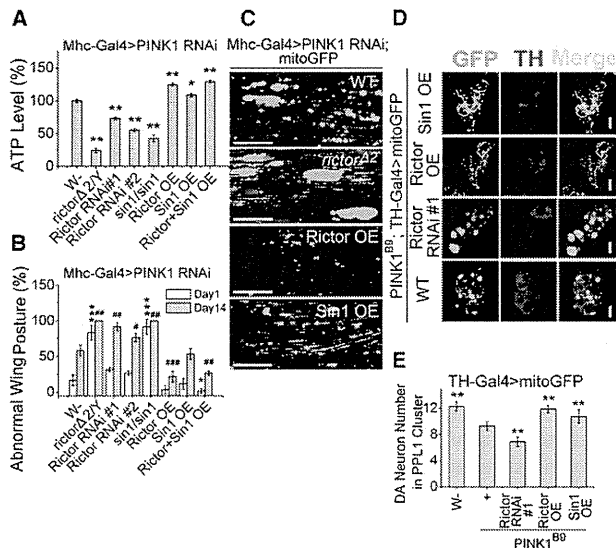 A
Mhc-Gal4>PINK1 RNAi
ATP Level (%)
150
100
50
0
**
**
**
**
**
*
**
W-
rictorΔ2/Y
Rictor RNAi#1
Rictor RNAi #2
sin1/sin1
Rictor OE
Sin1 OE
Rictor+Sin1 OE
B
Mhc-Gal4>PINK1 RNAi
Abnormal Wing Posture (%)
100
50
0
Day1
Day14
***
##
##
#
***
##
###
*
##
W-
rictorΔ2/Y
Rictor RNAi #1
Rictor RNAi #2
sin1/sin1
Rictor OE
Sin1 OE
Rictor+Sin1 OE
C
Mhc-Gal4>PINK1 RNAi;
mitoGFP
WT
rictorΔ2
Rictor OE
Sin1 OE
D
GFP
TH
Merge
PINK1B9; TH-Gal4>mitoGFP
Sin1 OE
Rictor OE
Rictor RNAi #1
WT
E
TH-Gal4>mitoGFP
DA Neuron Number
in PPL1 Cluster
12
8
4
0
**
**
**
**
W-
+
Rictor RNAi #1
Rictor OE
Sin1 OE
PINK1B9